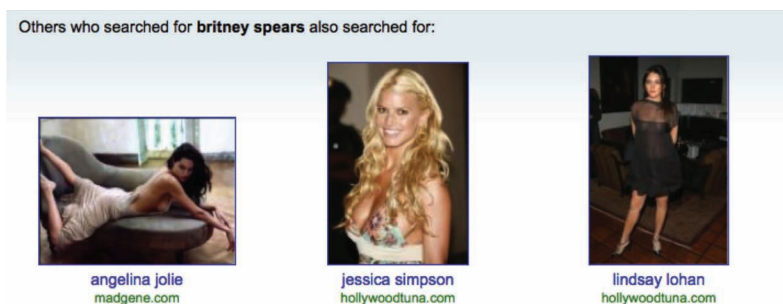 Others who searched for britney spears also searched for:
angelina jolie
madgene.com
jessica simpson
hollywoodtuna.com
lindsay lohan
hollywoodtuna.com